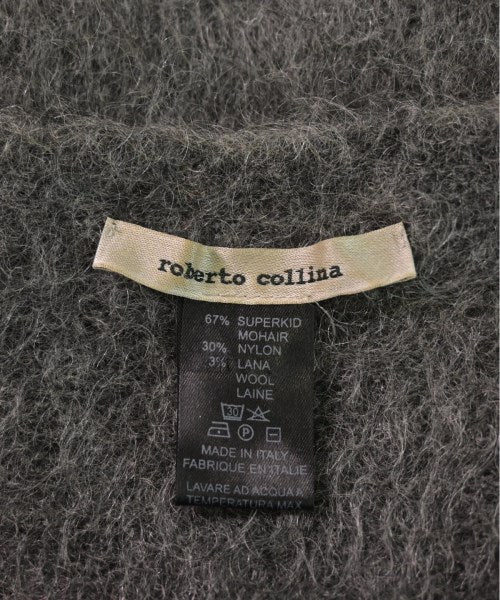 roberto collina
67% SUPERKID
MOHAIR
30% NYLON
3% LANA
WOOL
LAINE
30
P
MADE IN ITALY
FABRIQUE EN ITALIE
LAVARE AD ACQUA A
TEMPERATURA MAX